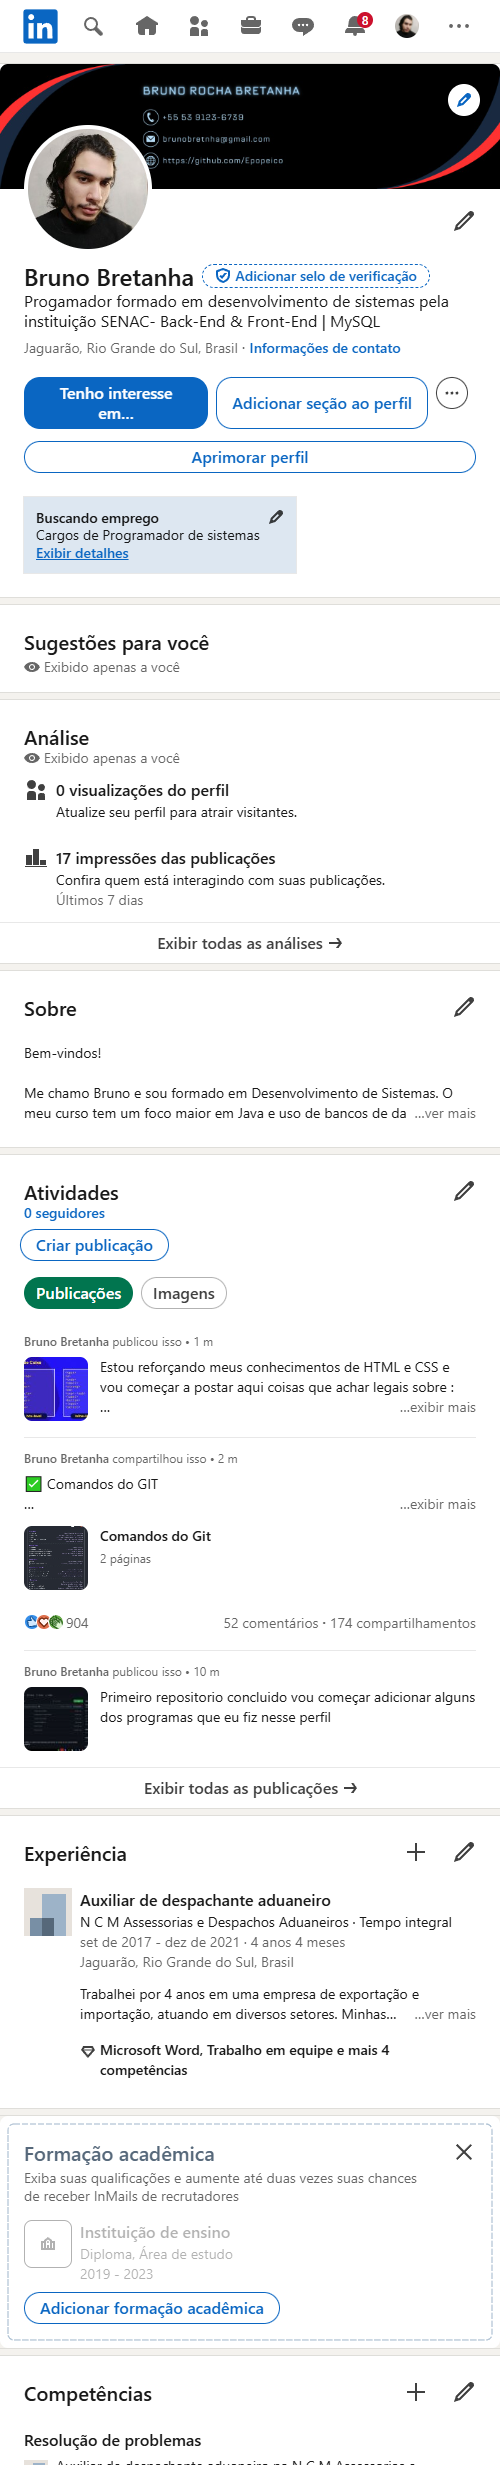 in
8
BRUNO ROCHA BRETANHA
+55 53 9123-6739
brunobretnha@gmail.com
https://github.com/Epopeico
Bruno Bretanha
Adicionar selo de verificação
Progamador formado em desenvolvimento de sistemas pela
instituição SENAC- Back-End & Front-End | MySQL
Jaguarão, Rio Grande do Sul, Brasil · Informações de contato
Tenho interesse
em...
Adicionar seção ao perfil
Aprimorar perfil
Buscando emprego
Cargos de Programador de sistemas
Exibir detalhes
Sugestões para você
Exibido apenas a você
Análise
Exibido apenas a você
0 visualizações do perfil
Atualize seu perfil para atrair visitantes.
17 impressões das publicações
Confira quem está interagindo com suas publicações.
Últimos 7 dias
Exibir todas as análises →
Sobre
Bem-vindos!
Me chamo Bruno e sou formado em Desenvolvimento de Sistemas. O
meu curso tem um foco maior em Java e uso de bancos de da ...ver mais
Atividades
0 seguidores
Criar publicação
Publicações
Imagens
Bruno Bretanha publicou isso • 1 m
Estou reforçando meus conhecimentos de HTML e CSS e
vou começar a postar aqui coisas que achar legais sobre :
... ...exibir mais
Bruno Bretanha compartilhou isso • 2 m
✅ Comandos do GIT
... ...exibir mais
Comandos do Git
2 páginas
904
52 comentários · 174 compartilhamentos
Bruno Bretanha publicou isso • 10 m
Primeiro repositorio concluido vou começar adicionar alguns
dos programas que eu fiz nesse perfil
Exibir todas as publicações →
Experiência
Auxiliar de despachante aduaneiro
N C M Assessorias e Despachos Aduaneiros · Tempo integral
set de 2017 - dez de 2021 · 4 anos 4 meses
Jaguarão, Rio Grande do Sul, Brasil
Trabalhei por 4 anos em uma empresa de exportação e
importação, atuando em diversos setores. Minhas... ...ver mais
Microsoft Word, Trabalho em equipe e mais 4
competências
Formação acadêmica
Exiba suas qualificações e aumente até duas vezes suas chances
de receber InMails de recrutadores
Instituição de ensino
Diploma, Área de estudo
2019 - 2023
Adicionar formação acadêmica
Competências
Resolução de problemas